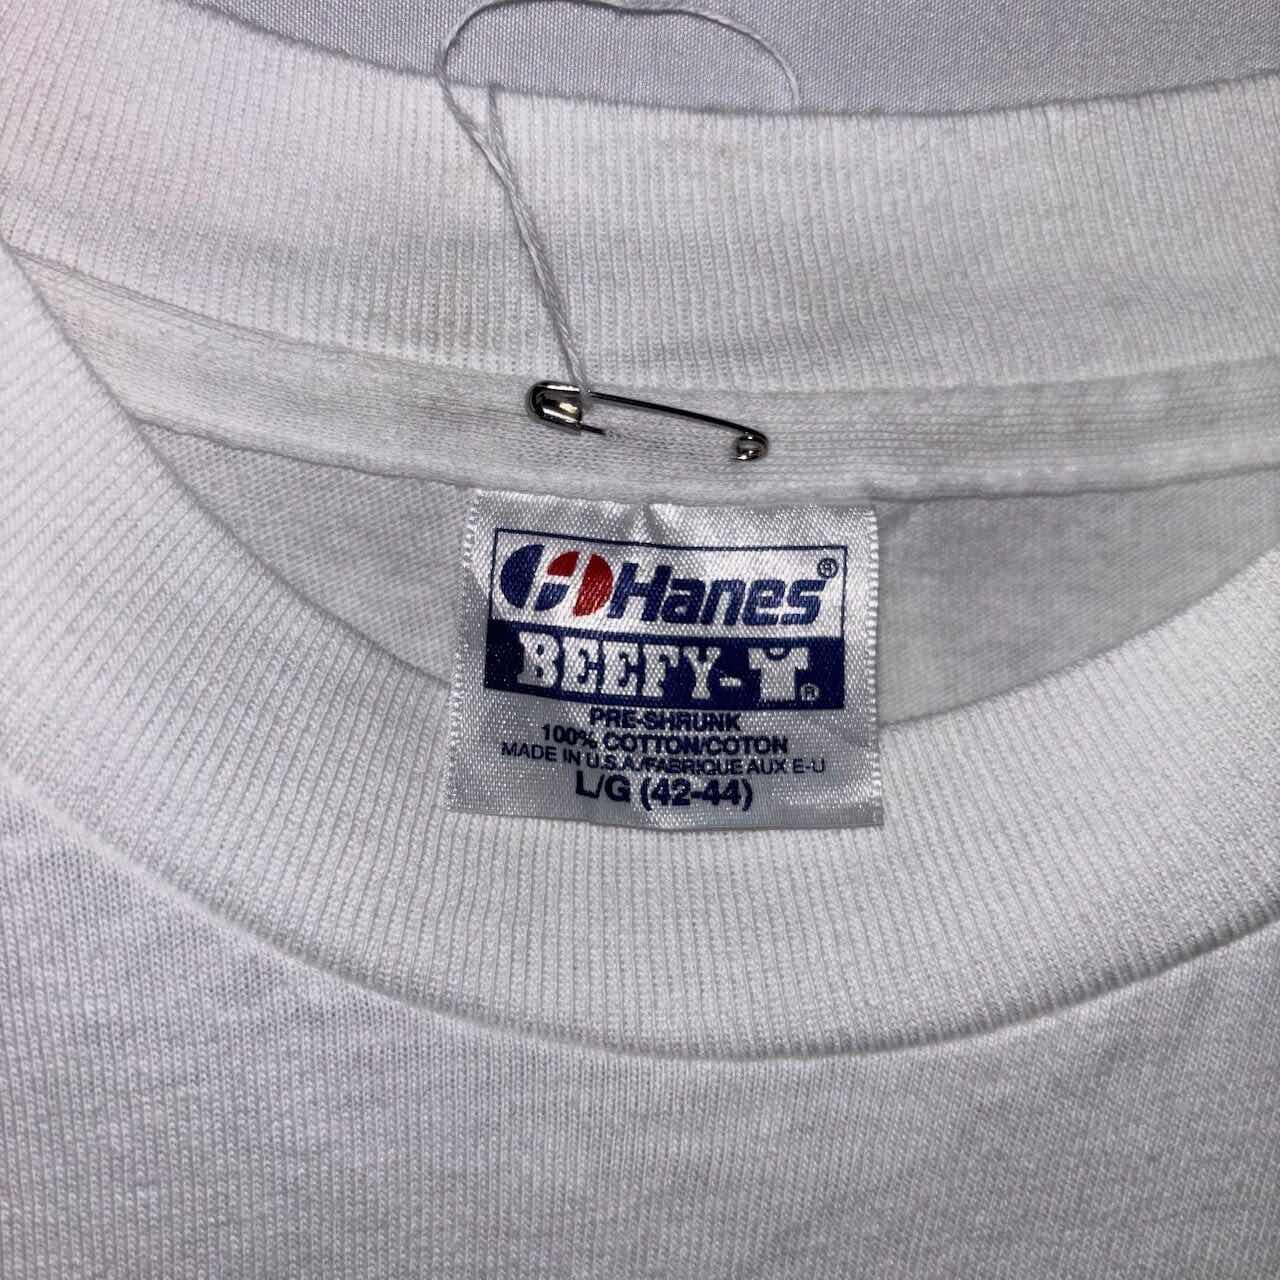 Hanes®
BEEFY-T®
PRE-SHRUNK
100% COTTON/COTON
MADE IN U.S.A./FABRIQUE AUX E-U
L/G (42-44)